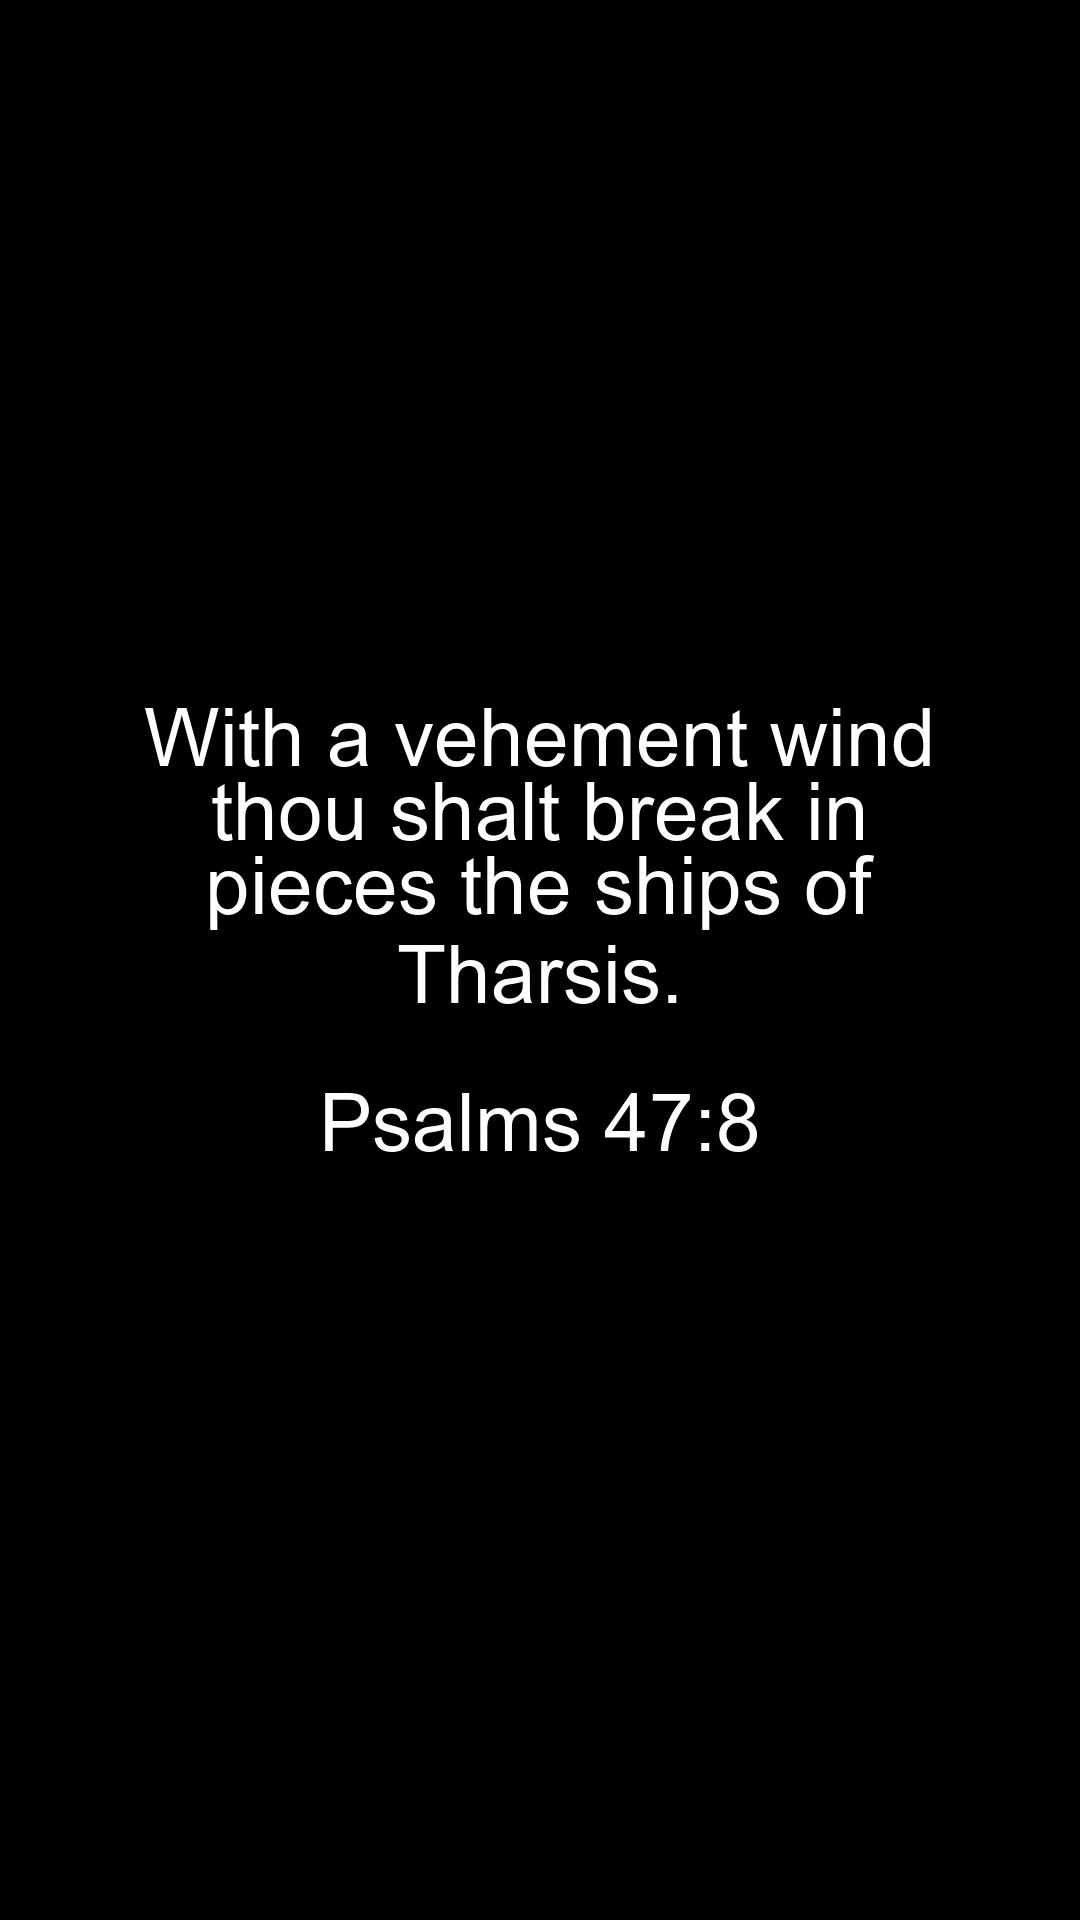 With a vehement wind
thou shalt break in
pieces the ships of
Tharsis.
Psalms 47:8